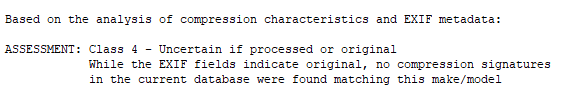 Based on the analysis of compression characteristics and EXIF metadata:
ASSESSMENT: Class 4 - Uncertain if processed or original
While the EXIF fields indicate original, no compression signatures
in the current database were found matching this make/model